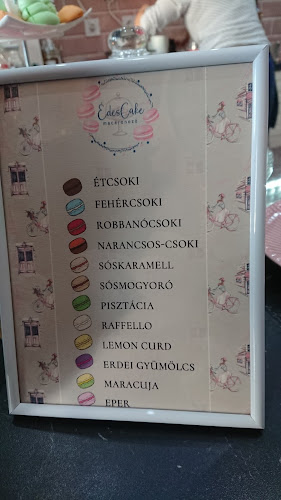 ÉdesCake
ÉTCSOKI
FEHÉRCSOKI
ROBBANÓCSOKI
NARANCSOS-CSOKI
SÓSKARAMELL
SÓSMOGYORÓ
PISZTÁCIA
RAFFELLO
LEMON CURD
ERDEI GYÜMÖLCS
MARACUJA
EPER